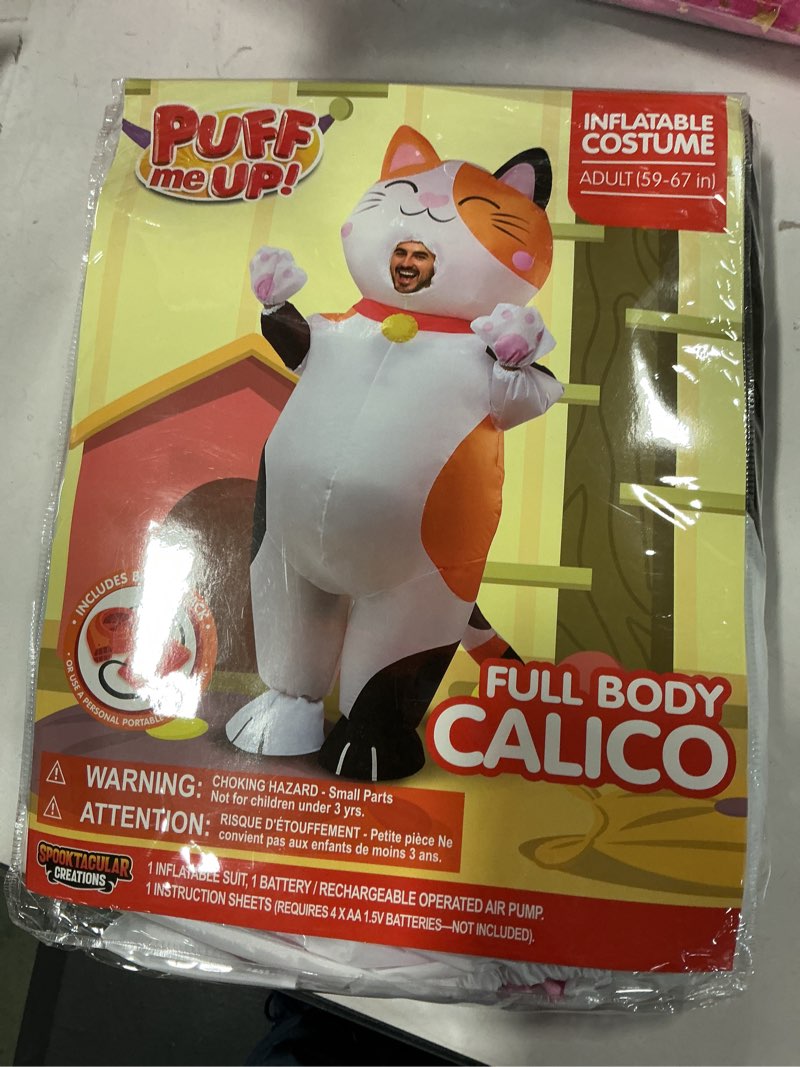 PUFF
me UP!
INFLATABLE
COSTUME
ADULT (59-67 in)
INCLUDES
OR USE A PERSONAL PORTABLE
FULL BODY
CALICO
WARNING: CHOKING HAZARD - Small Parts
Not for children under 3 yrs.
ATTENTION: RISQUE D'ÉTOUFFEMENT - Petite pièce Ne
convient pas aux enfants de moins 3 ans.
SPOOKTACULAR
CREATIONS
1 INFLATABLE SUIT, 1 BATTERY / RECHARGEABLE OPERATED AIR PUMP.
1 INSTRUCTION SHEETS (REQUIRES 4 X AA 1.5V BATTERIES—NOT INCLUDED).